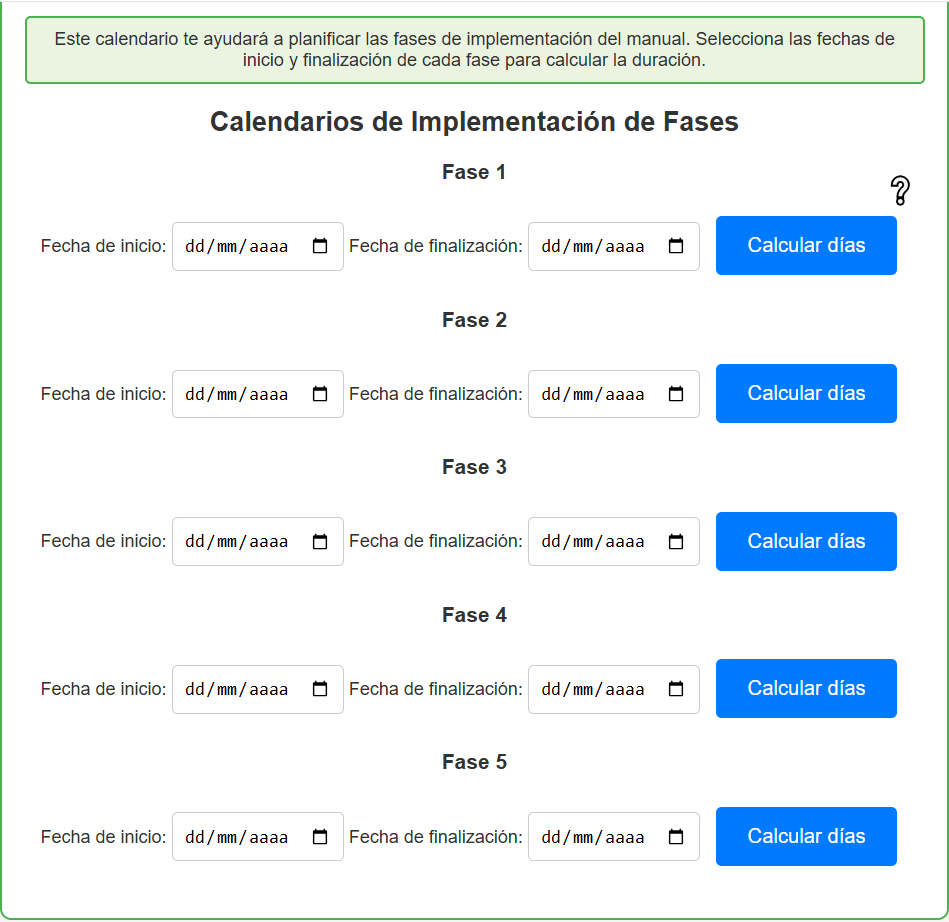 Este calendario te ayudará a planificar las fases de implementación del manual. Selecciona las fechas de
inicio y finalización de cada fase para calcular la duración.
Calendarios de Implementación de Fases
Fase 1
?
Fecha de inicio: dd/mm/aaaa Fecha de finalización: dd/mm/aaaa Calcular días
Fase 2
Fecha de inicio: dd/mm/aaaa Fecha de finalización: dd/mm/aaaa Calcular días
Fase 3
Fecha de inicio: dd/mm/aaaa Fecha de finalización: dd/mm/aaaa Calcular días
Fase 4
Fecha de inicio: dd/mm/aaaa Fecha de finalización: dd/mm/aaaa Calcular días
Fase 5
Fecha de inicio: dd/mm/aaaa Fecha de finalización: dd/mm/aaaa Calcular días